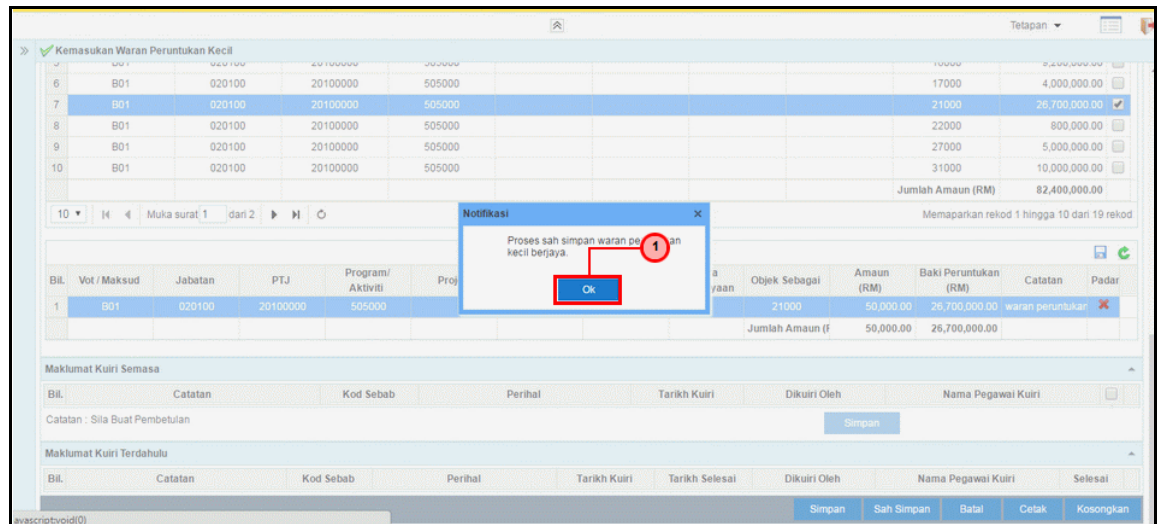 Tetapan
Kemasukan Waran Peruntukan Kecil
6 B01 020100 20100000 505000 17000 4,000,000.00
7 B01 020100 20100000 505000 21000 26,700,000.00
8 B01 020100 20100000 505000 22000 800,000.00
9 B01 020100 20100000 505000 27000 5,000,000.00
10 B01 020100 20100000 505000 31000 10,000,000.00
Jumlah Amaun (RM) 82,400,000.00
10 Muka surat 1 dari 2 Memaparkan rekod 1 hingga 10 dari 19 rekod
Notifikasi x
Proses sah simpan waran
kecil berjaya.
1
Ok
Bil. Vot / Maksud Jabatan PTJ Program/ Aktiviti Objek Sebagai Amaun (RM) Baki Peruntukan (RM) Catatan Padar
1 B01 020100 20100000 505000 21000 50,000.00 26,700,000.00 waran peruntukan
Jumlah Amaun (F 50,000.00 26,700,000.00
Maklumat Kuiri Semasa
Bil. Catatan Kod Sebab Perihal Tarikh Kuiri Dikuiri Oleh Nama Pegawai Kuiri
Catatan : Sila Buat Pembetulan Simpan
Maklumat Kuiri Terdahulu
Bil. Catatan Kod Sebab Perihal Tarikh Kuiri Tarikh Selesai Dikuiri Oleh Nama Pegawai Kuiri Selesai
Simpan Sah Simpan Batal Cetak Kosongkan
avascript:void(0)